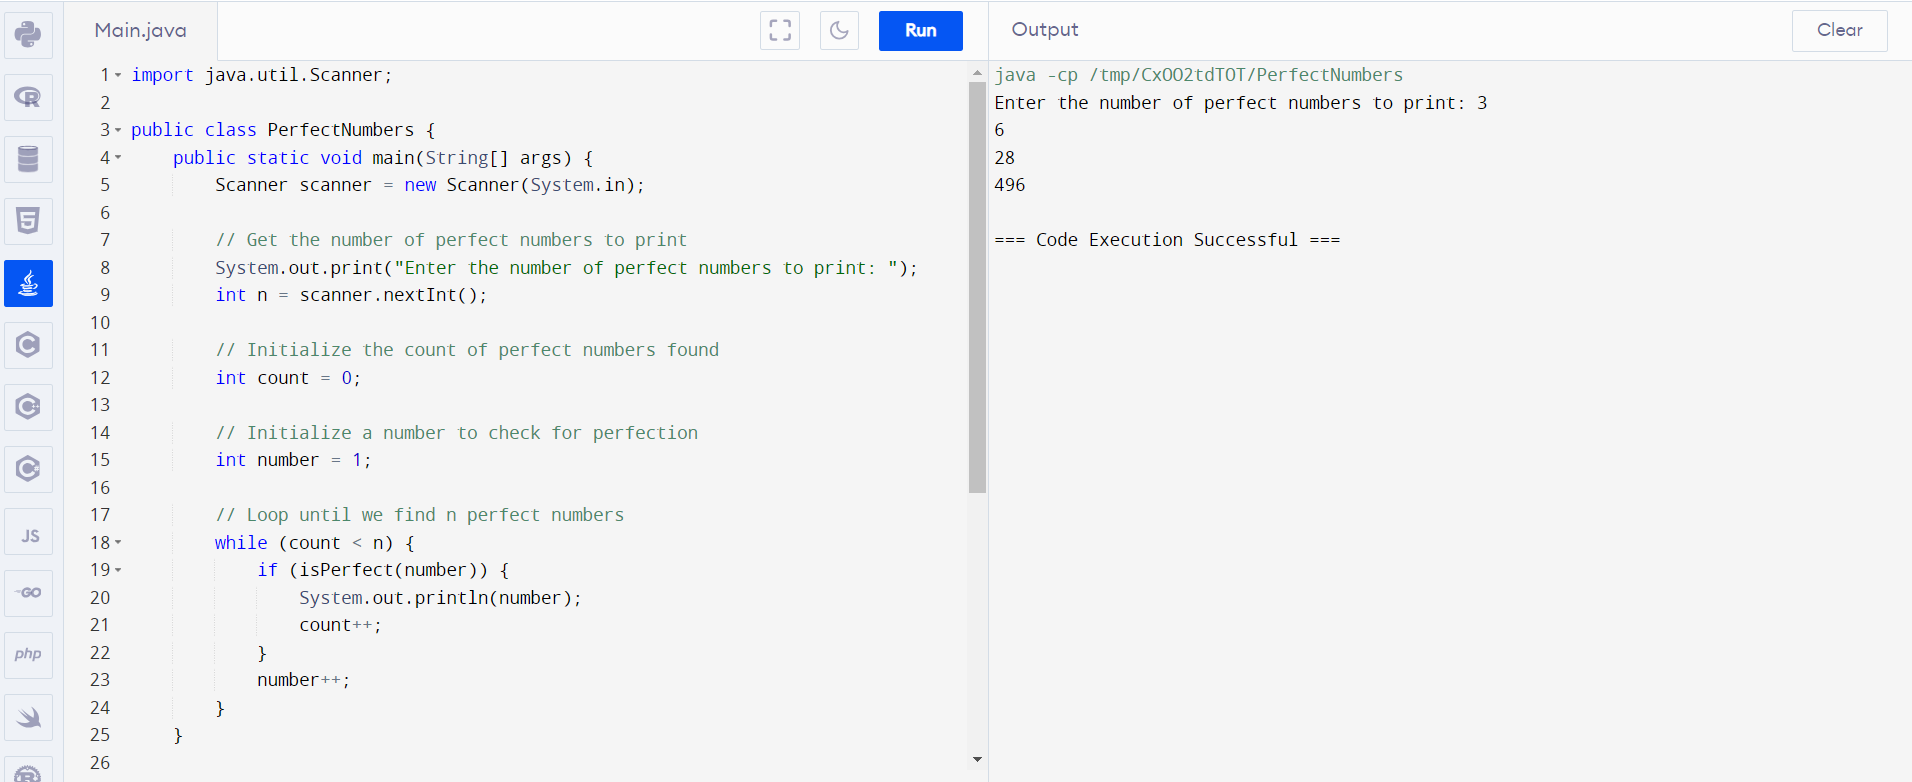 Main.java
Run
Output
Clear
1 import java.util.Scanner;
2
3 public class PerfectNumbers {
4     public static void main(String[] args) {
5         Scanner scanner = new Scanner(System.in);
6
7         // Get the number of perfect numbers to print
8         System.out.print("Enter the number of perfect numbers to print: ");
9         int n = scanner.nextInt();
10
11         // Initialize the count of perfect numbers found
12         int count = 0;
13
14         // Initialize a number to check for perfection
15         int number = 1;
16
17         // Loop until we find n perfect numbers
18         while (count < n) {
19             if (isPerfect(number)) {
20                 System.out.println(number);
21                 count++;
22             }
23             number++;
24         }
25     }
26
java -cp /tmp/CxOO2tdTOT/PerfectNumbers
Enter the number of perfect numbers to print: 3
6
28
496
=== Code Execution Successful ===
R
5
C
C++
C#
JS
GO
php
R